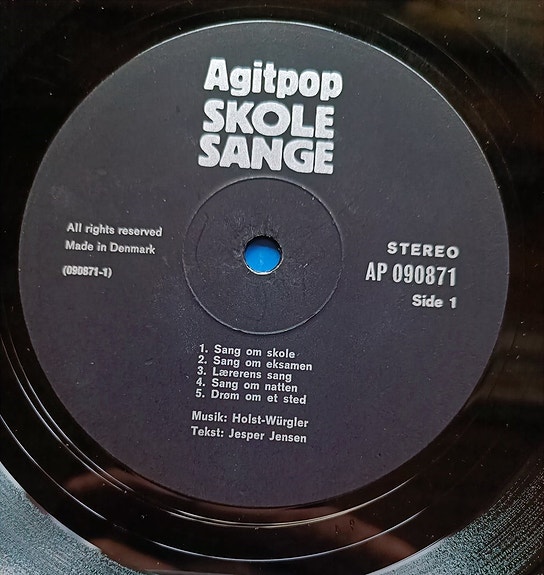 Agitpop
SKOLE
SANGE
All rights reserved
Made in Denmark
(090871-1)
STEREO
AP 090871
Side 1
1. Sang om skole
2. Sang om eksamen
3. Lærerens sang
4. Sang om natten
5. Drøm om et sted
Musik: Holst-Würgler
Tekst: Jesper Jensen